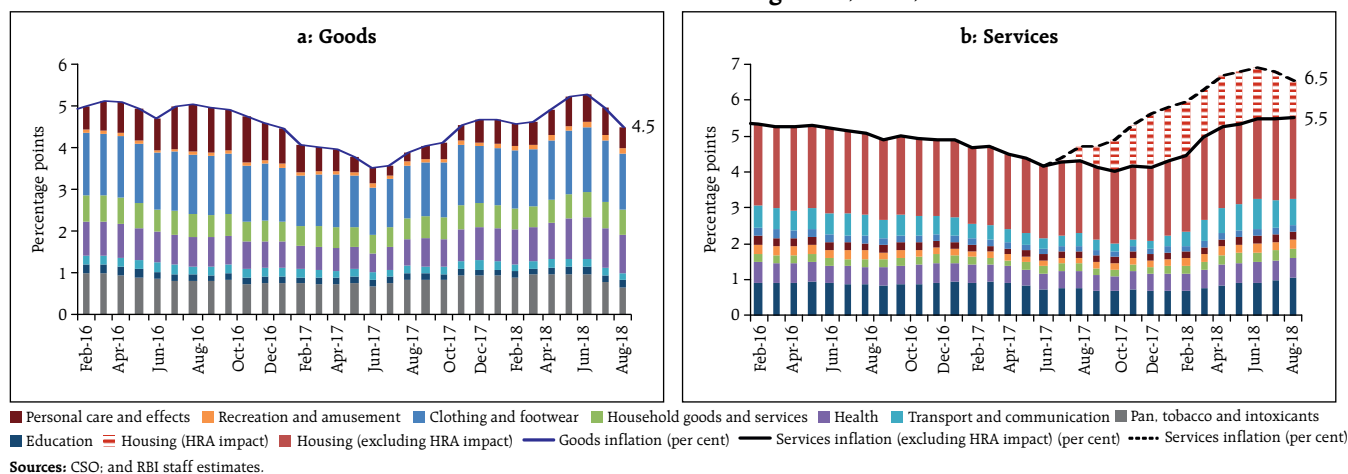 a: Goods
6
5
4
3
2
1
0
Percentage points
4.5
Feb-16
Apr-16
Jun-16
Aug-16
Oct-16
Dec-16
Feb-17
Apr-17
Jun-17
Aug-17
Oct-17
Dec-17
Feb-18
Apr-18
Jun-18
Aug-18
b: Services
7
6
5
4
3
2
1
0
Percentage points
6.5
5.5
Feb-16
Apr-16
Jun-16
Aug-16
Oct-16
Dec-16
Feb-17
Apr-17
Jun-17
Aug-17
Oct-17
Dec-17
Feb-18
Apr-18
Jun-18
Aug-18
Personal care and effects Recreation and amusement Clothing and footwear Household goods and services Health Transport and communication Pan, tobacco and intoxicants
Education Housing (HRA impact) Housing (excluding HRA impact) Goods inflation (per cent) Services inflation (excluding HRA impact) (per cent) Services inflation (per cent)
Sources: CSO; and RBI staff estimates.